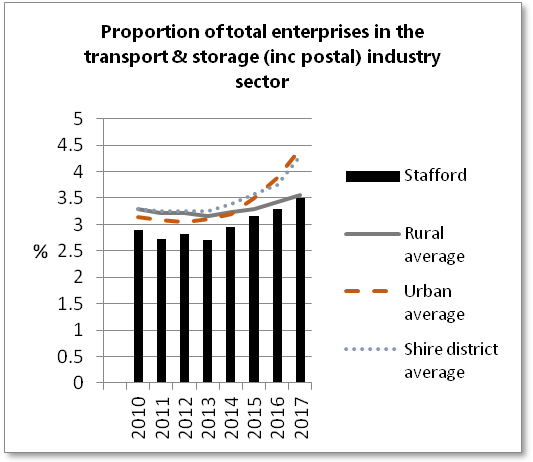 Proportion of total enterprises in the
transport & storage (inc postal) industry
sector
5
4.5
4
3.5
3
2.5
2
1.5
1
0.5
0
%
2010
2011
2012
2013
2014
2015
2016
2017
Stafford
Rural
average
Urban
average
Shire district
average